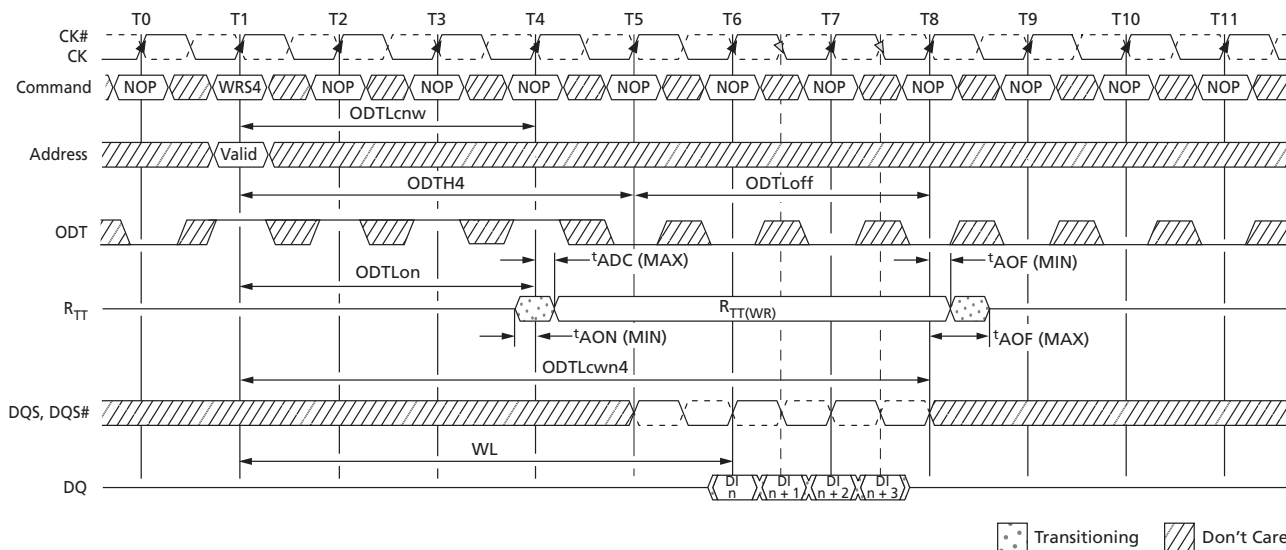 T0 T1 T2 T3 T4 T5 T6 T7 T8 T9 T10 T11
CK#
CK
Command NOP WRS4 NOP NOP NOP NOP NOP NOP NOP NOP NOP NOP
ODTLcnw
Address Valid
ODTH4 ODTLoff
ODT
tADC (MAX) tAOF (MIN)
ODTLon
RTT RTT(WR)
tAON (MIN) tAOF (MAX)
ODTLcwn4
DQS, DQS#
WL
DQ DI n DI n + 1 DI n + 2 DI n + 3
Transitioning Don't Care